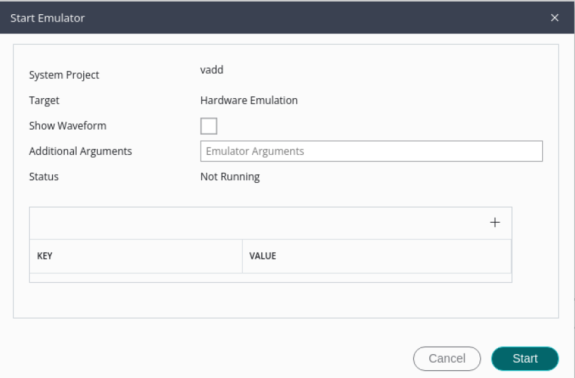 Start Emulator
System Project vadd
Target Hardware Emulation
Show Waveform
Additional Arguments Emulator Arguments
Status Not Running
KEY VALUE
Cancel Start